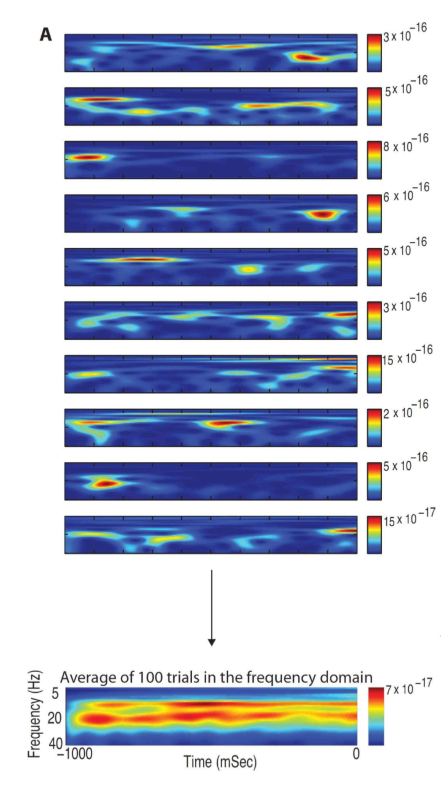 A
3 x 10-16
5 x 10-16
8 x 10-16
6 x 10-16
5 x 10-16
3 x 10-16
15 x 10-16
2 x 10-16
5 x 10-16
15 x 10-17
Average of 100 trials in the frequency domain
7 x 10-17
Frequency (Hz)
5
20
40
-1000
0
Time (mSec)